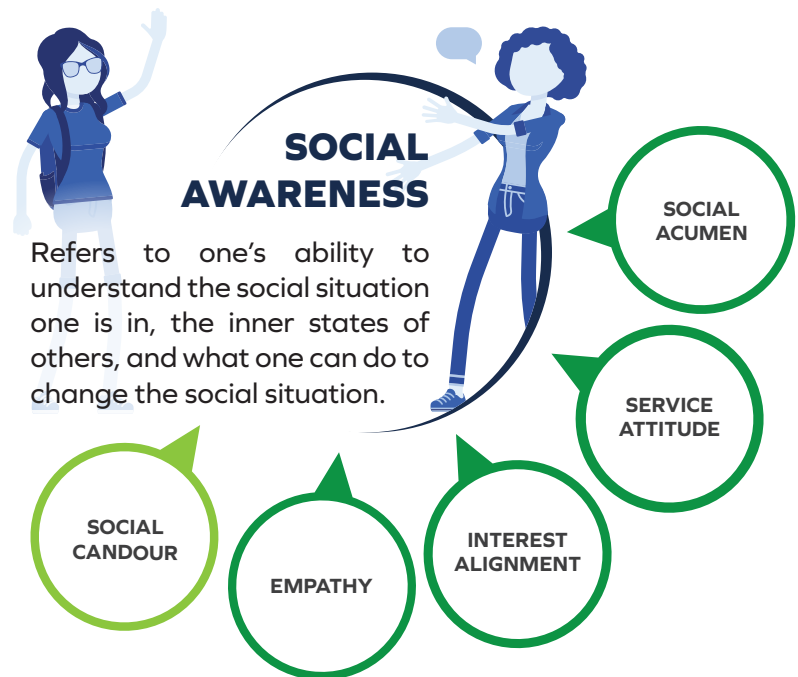 SOCIAL
AWARENESS
Refers to one’s ability to
understand the social situation
one is in, the inner states of
others, and what one can do to
change the social situation.
SOCIAL
ACUMEN
SERVICE
ATTITUDE
INTEREST
ALIGNMENT
EMPATHY
SOCIAL
CANDOUR